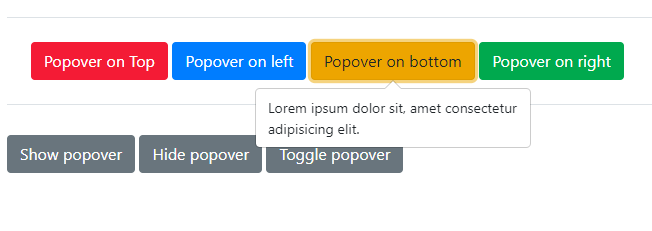 Popover on Top Popover on left Popover on bottom Popover on right
Lorem ipsum dolor sit, amet consectetur
adipisicing elit.
Show popover Hide popover Toggle popover